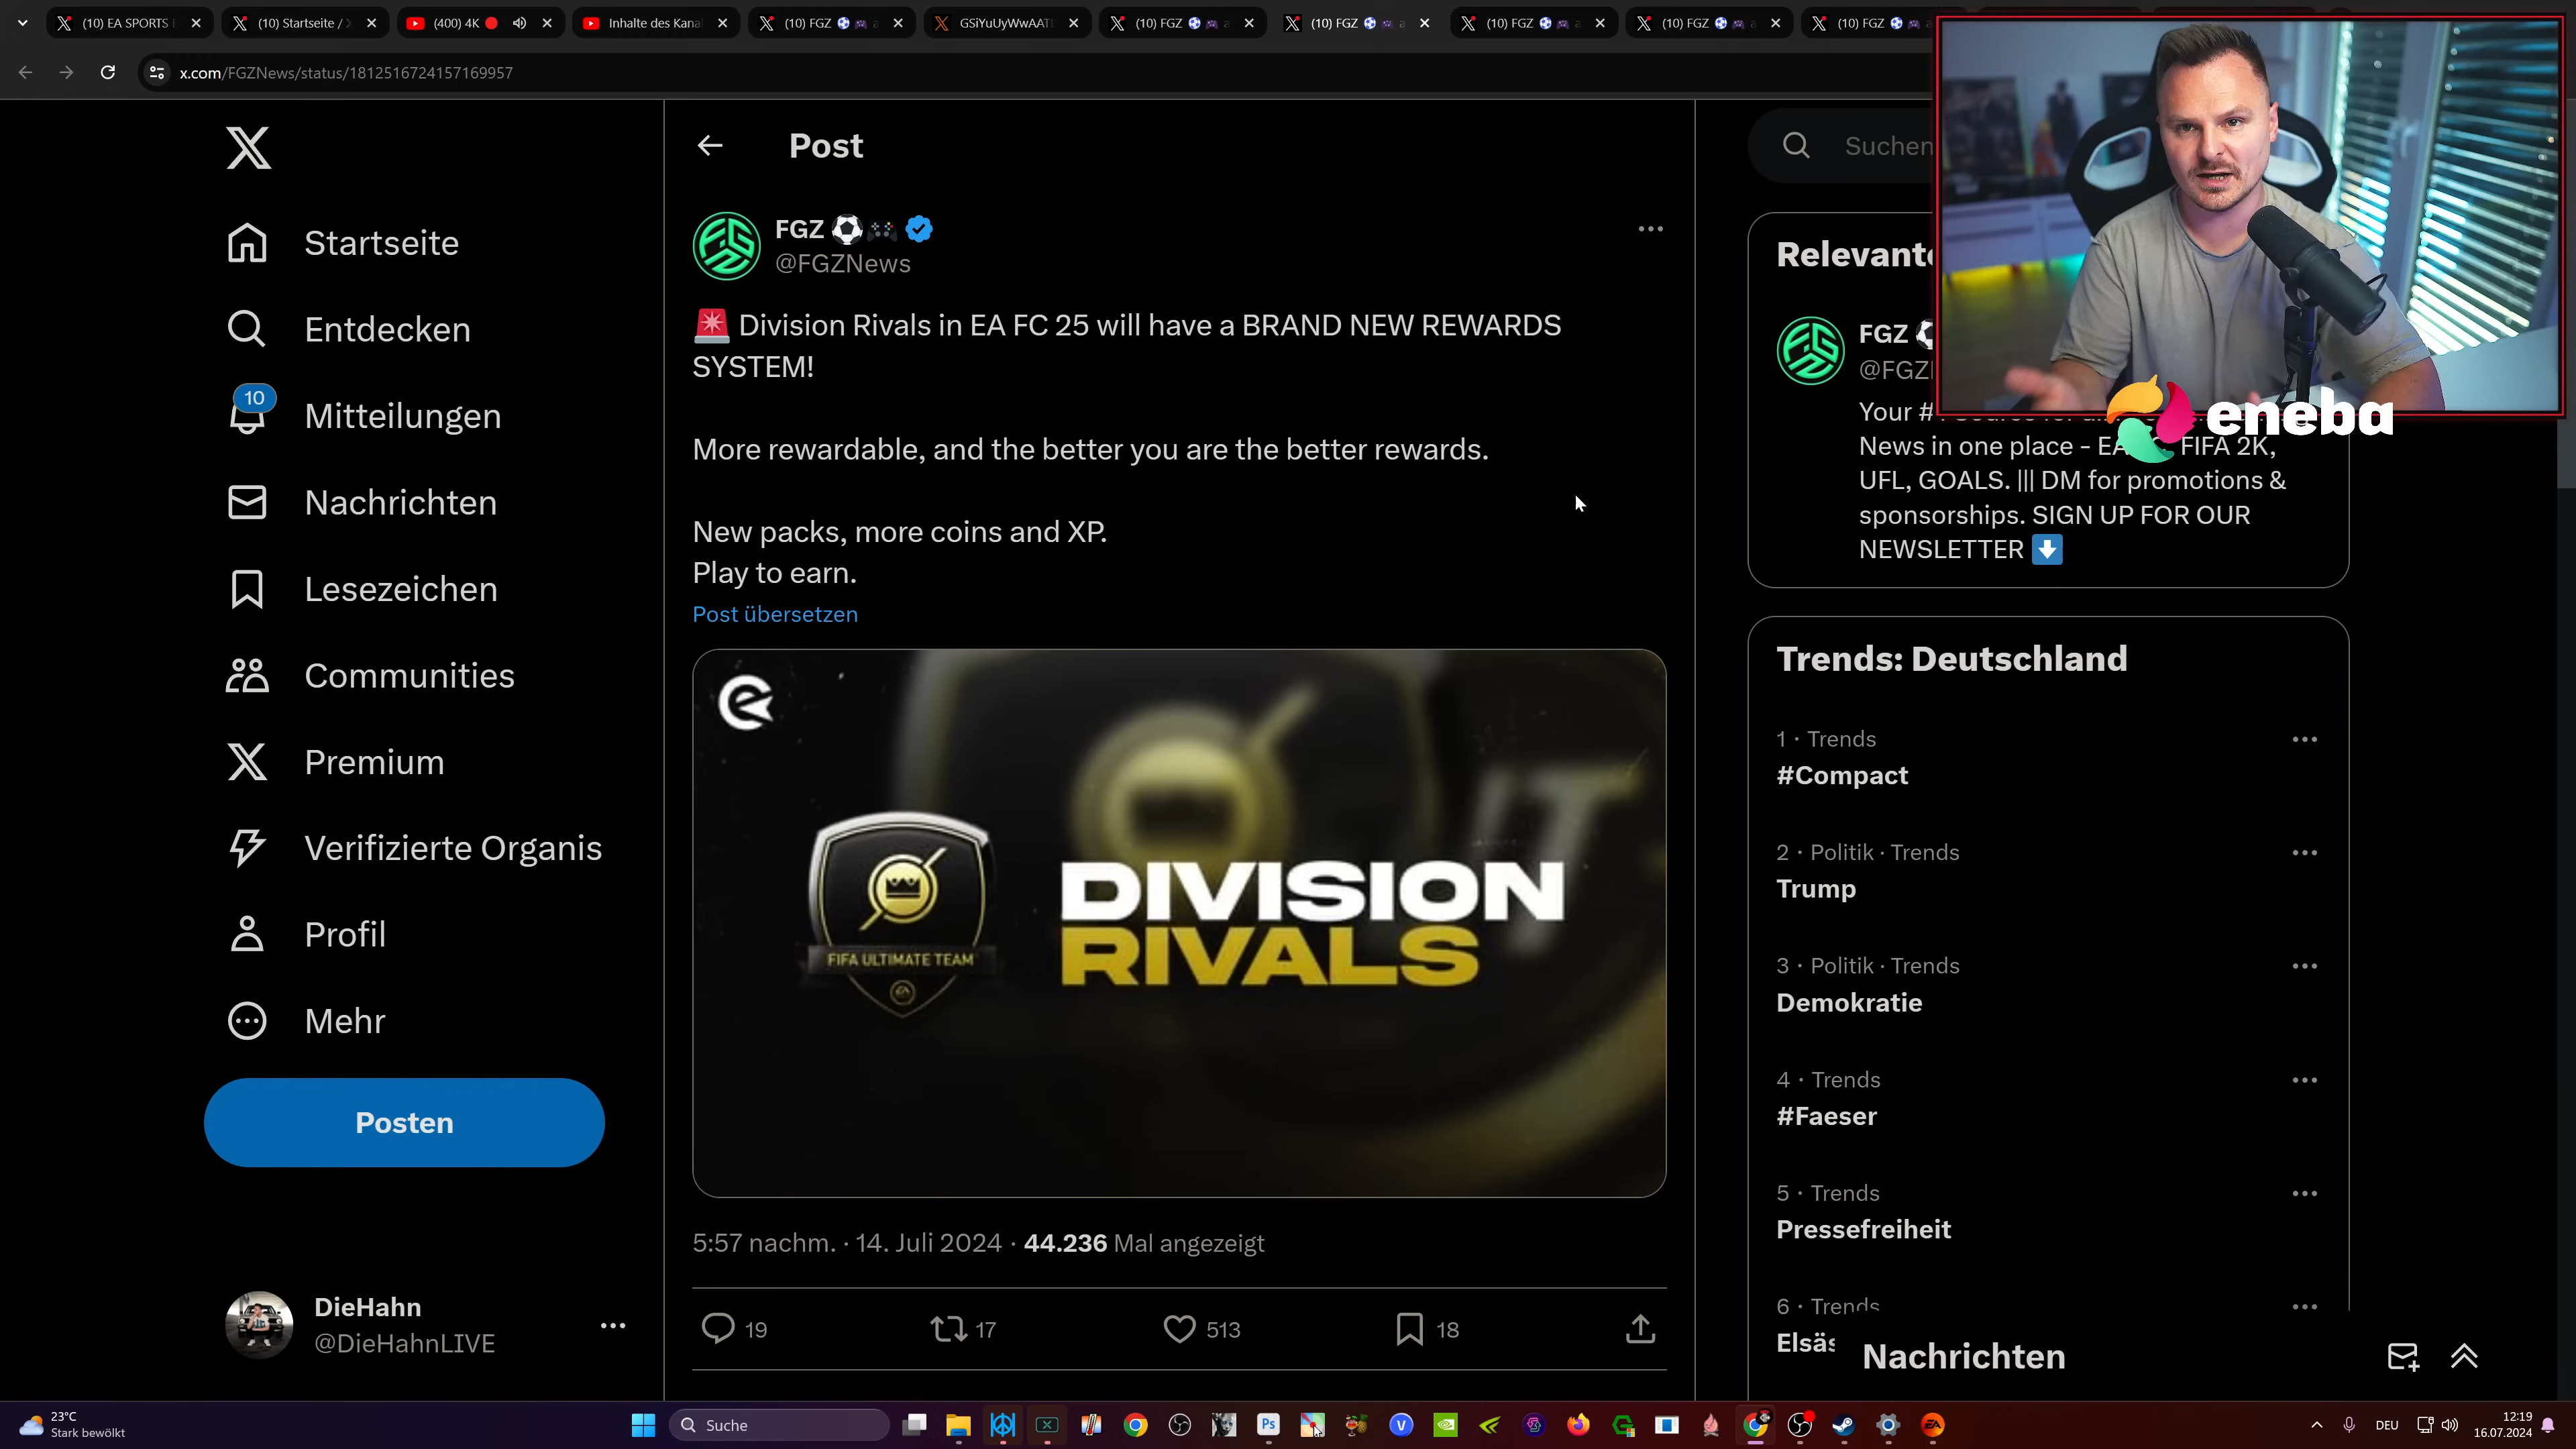 (10) EA SPORTS
(10) Startseite / X
(400) 4K
Inhalte des Kana
(10) FGZ
GSiYuUyWwAAT
(10) FGZ
(10) FGZ
(10) FGZ
(10) FGZ
(10) FGZ
x.com/FGZNews/status/1812516724157169957
Startseite
Entdecken
10
Mitteilungen
Nachrichten
Lesezeichen
Communities
Premium
Verifizierte Organis
Profil
Mehr
Posten
DieHahn
@DieHahnLIVE
Post
FGZ
@FGZNews
Division Rivals in EA FC 25 will have a BRAND NEW REWARDS
SYSTEM!
More rewardable, and the better you are the better rewards.
New packs, more coins and XP.
Play to earn.
Post übersetzen
FIFA ULTIMATE TEAM
DIVISION
RIVALS
5:57 nachm. · 14. Juli 2024 · 44.236 Mal angezeigt
19
17
513
18
Suchen
Relevante
FGZ
@FGZ
eneba
Your #
News in one place - EA FIFA 2K,
UFL, GOALS. ||| DM for promotions &
sponsorships. SIGN UP FOR OUR
NEWSLETTER
Trends: Deutschland
1 · Trends
#Compact
2 · Politik · Trends
Trump
3 · Politik · Trends
Demokratie
4 · Trends
#Faeser
5 · Trends
Pressefreiheit
6 · Trends
Elsäs
Nachrichten
23°C
Stark bewölkt
Suche
Ps
DEU
12:19
16.07.2024